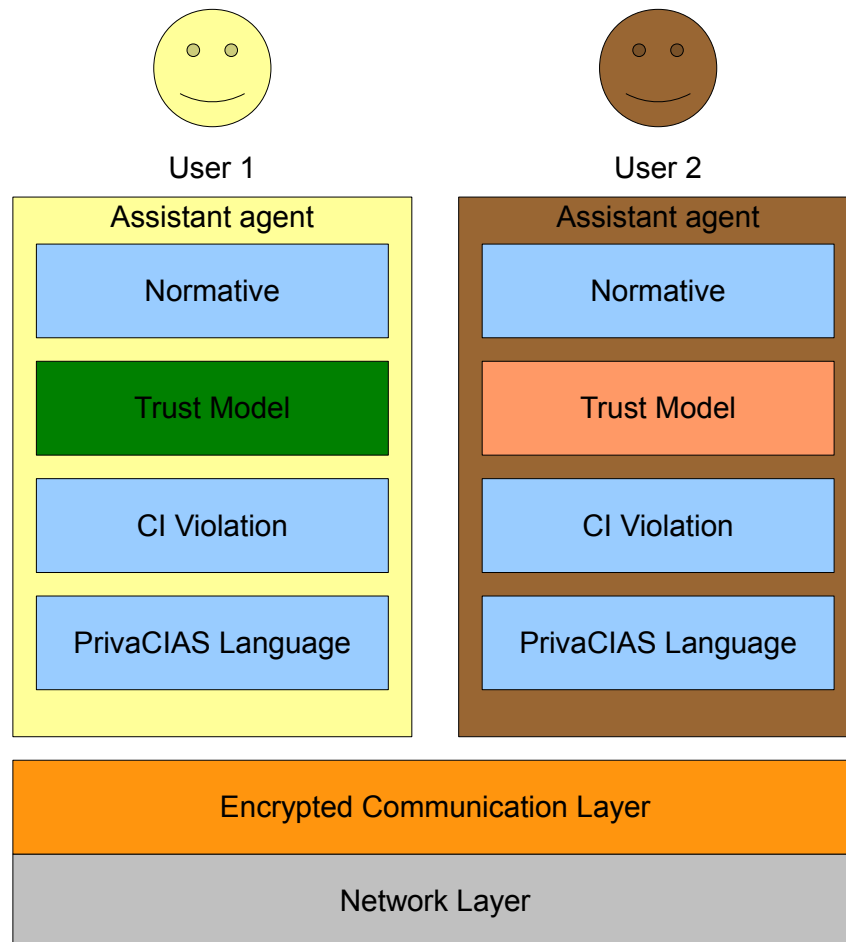 User 1
User 2
Assistant agent
Normative
Trust Model
CI Violation
PrivaCIAS Language
Assistant agent
Normative
Trust Model
CI Violation
PrivaCIAS Language
Encrypted Communication Layer
Network Layer